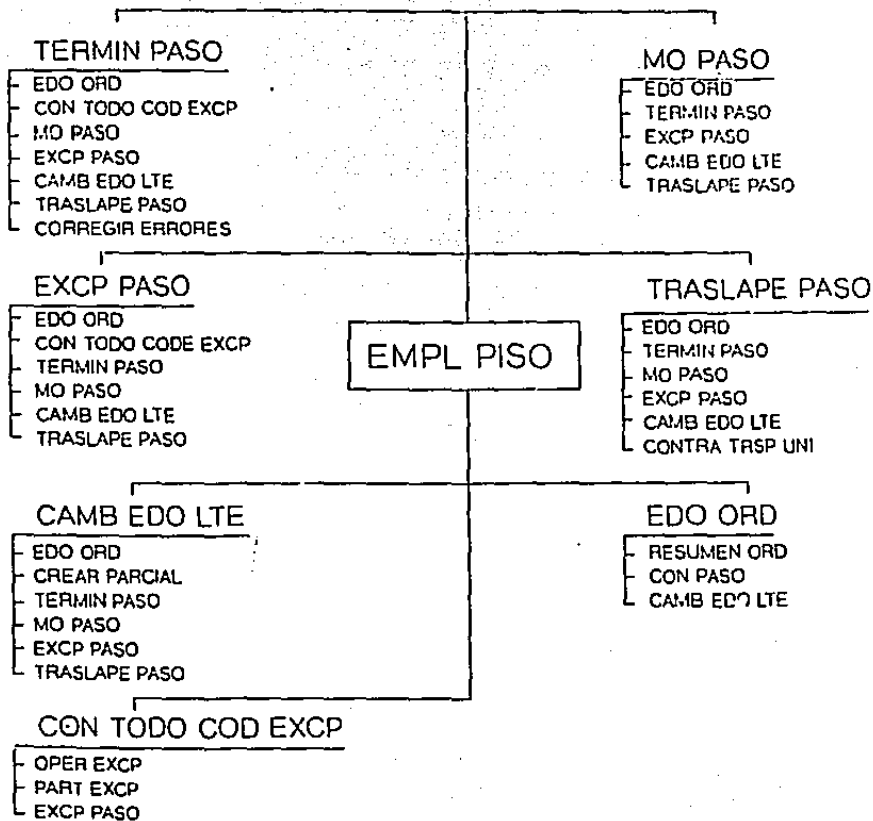 TERMIN PASO
EDO ORD
CON TODO COD EXCP
MO PASO
EXCP PASO
CAMB EDO LTE
TRASLAPE PASO
CORREGIR ERRORES
MO PASO
EDO ORD
TERMIN PASO
EXCP PASO
CAMB EDO LTE
TRASLAPE PASO
EXCP PASO
EDO ORD
CON TODO CODE EXCP
TERMIN PASO
MO PASO
CAMB EDO LTE
TRASLAPE PASO
EMPL PISO
TRASLAPE PASO
EDO ORD
TERMIN PASO
MO PASO
EXCP PASO
CAMB EDO LTE
CONTRA TRSP UNI
CAMB EDO LTE
EDO ORD
CREAR PARCIAL
TERMIN PASO
MO PASO
EXCP PASO
TRASLAPE PASO
EDO ORD
RESUMEN ORD
CON PASO
CAMB EDO LTE
CON TODO COD EXCP
OPER EXCP
PART EXCP
EXCP PASO